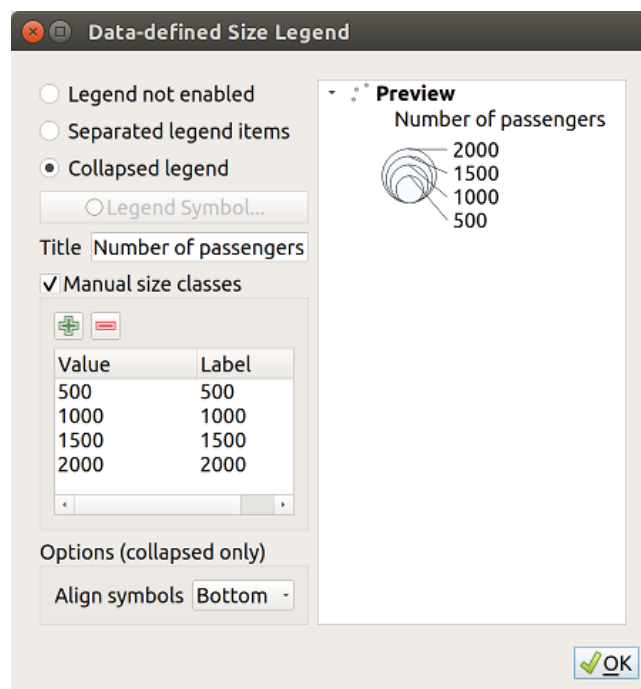 Data-defined Size Legend
Legend not enabled
Separated legend items
Collapsed legend
Legend Symbol...
Title Number of passengers
Manual size classes
Value Label
500 500
1000 1000
1500 1500
2000 2000
Options (collapsed only)
Align symbols Bottom
Preview
Number of passengers
2000
1500
1000
500
OK